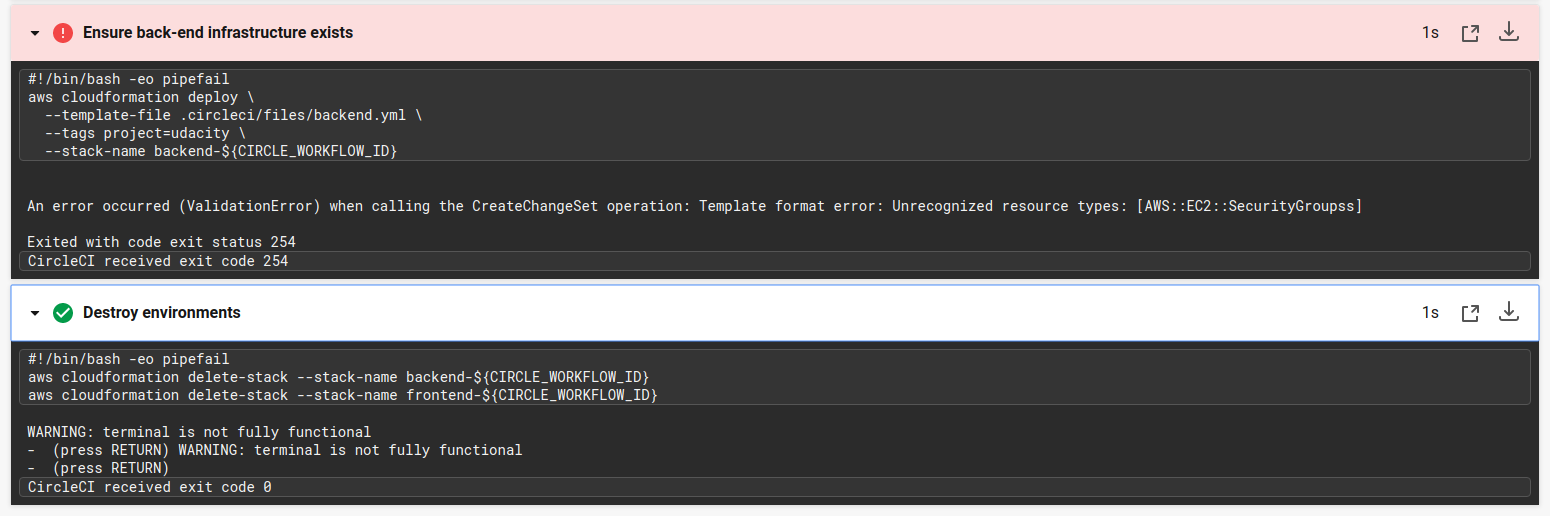 Ensure back-end infrastructure exists 1s
#!/bin/bash -eo pipefail
aws cloudformation deploy \
  --template-file .circleci/files/backend.yml \
  --tags project=udacity \
  --stack-name backend-${CIRCLE_WORKFLOW_ID}
An error occurred (ValidationError) when calling the CreateChangeSet operation: Template format error: Unrecognized resource types: [AWS::EC2::SecurityGroupss]
Exited with code exit status 254
CircleCI received exit code 254
Destroy environments 1s
#!/bin/bash -eo pipefail
aws cloudformation delete-stack --stack-name backend-${CIRCLE_WORKFLOW_ID}
aws cloudformation delete-stack --stack-name frontend-${CIRCLE_WORKFLOW_ID}
WARNING: terminal is not fully functional
-  (press RETURN) WARNING: terminal is not fully functional
-  (press RETURN)
CircleCI received exit code 0